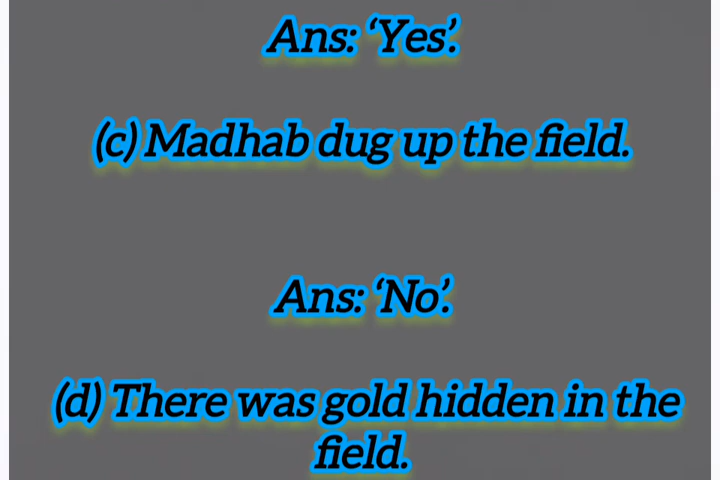 Ans: ‘Yes’.
(c) Madhab dug up the field.
Ans: ‘No’.
(d) There was gold hidden in the
field.